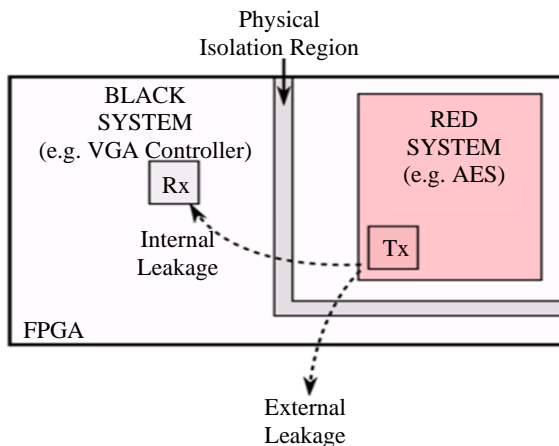 Physical
Isolation Region
BLACK
SYSTEM
(e.g. VGA Controller)
Rx
Internal
Leakage
RED
SYSTEM
(e.g. AES)
Tx
FPGA
External
Leakage